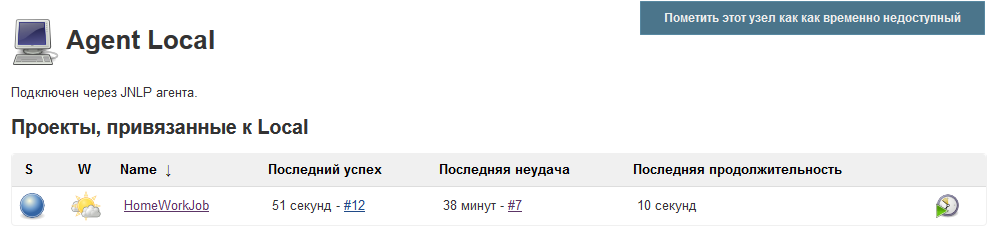 Пометить этот узел как как временно недоступный
Agent Local
Подключен через JNLP агента.
Проекты, привязанные к Local
S W Name ↓ Последний успех Последняя неудача Последняя продолжительность
HomeWorkJob 51 секунд - #12 38 минут - #7 10 секунд